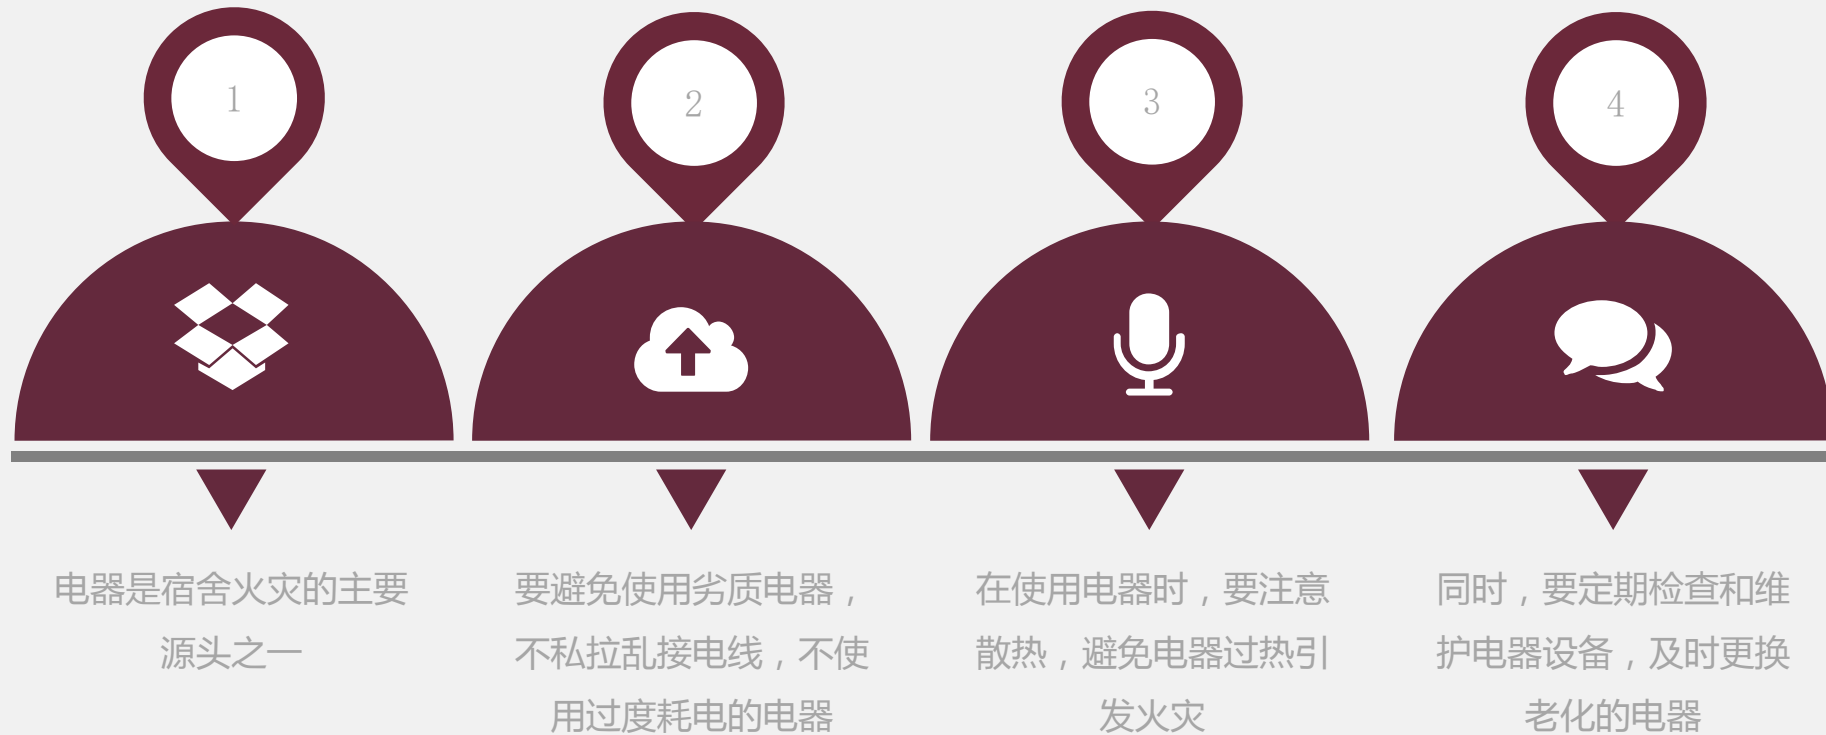 1
2
3
4
电器是宿舍火灾的主要
源头之一
要避免使用劣质电器，
不私拉乱接电线，不使
用过度耗电的电器
在使用电器时，要注意
散热，避免电器过热引
发火灾
同时，要定期检查和维
护电器设备，及时更换
老化的电器